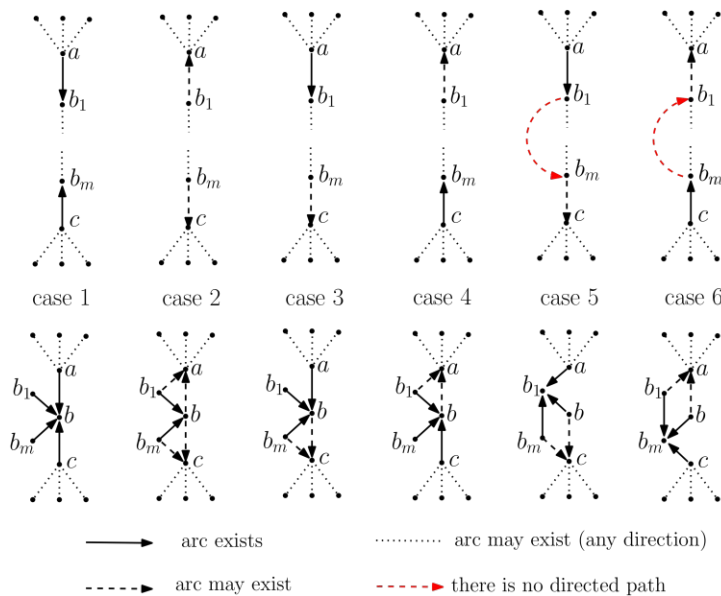 a a a a a a
b₁ b₁ b₁ b₁ b₁ b₁
bₘ bₘ bₘ bₘ bₘ bₘ
c c c c c c
case 1 case 2 case 3 case 4 case 5 case 6
a a a a a a
b₁ b₁ b₁ b₁ b₁ b₁
b b b b b b
bₘ bₘ bₘ bₘ bₘ bₘ
c c c c c c
arc exists arc may exist (any direction)
arc may exist there is no directed path